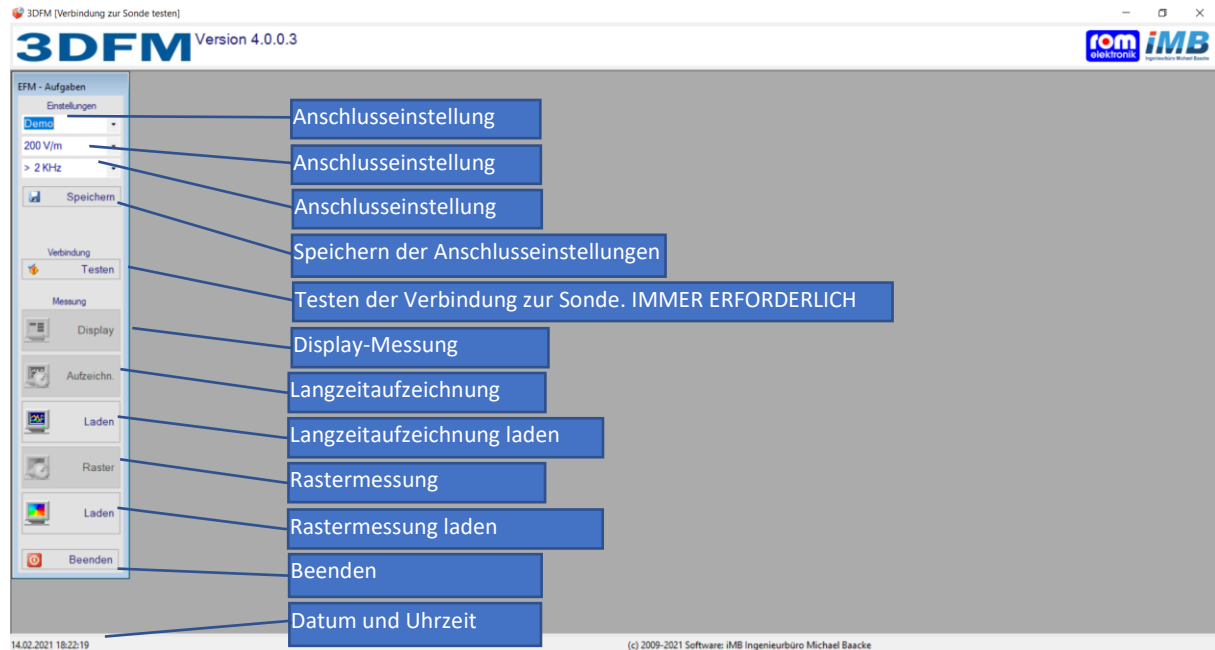 3DFM [Verbindung zur Sonde testen]
3DFM Version 4.0.0.3
rom
elektronik
iMB
Ingenieurbüro Michael Baacke
EFM - Aufgaben
Einstellungen
Demo
Anschlusseinstellung
200 V/m
Anschlusseinstellung
> 2 KHz
Anschlusseinstellung
Speichern
Speichern der Anschlusseinstellungen
Verbindung
Testen
Testen der Verbindung zur Sonde. IMMER ERFORDERLICH
Messung
Display
Display-Messung
Aufzeichn.
Langzeitaufzeichnung
Laden
Langzeitaufzeichnung laden
Raster
Rastermessung
Laden
Rastermessung laden
Beenden
Beenden
Datum und Uhrzeit
14.02.2021 18:22:19
(c) 2009-2021 Software: iMB Ingenieurbüro Michael Baacke